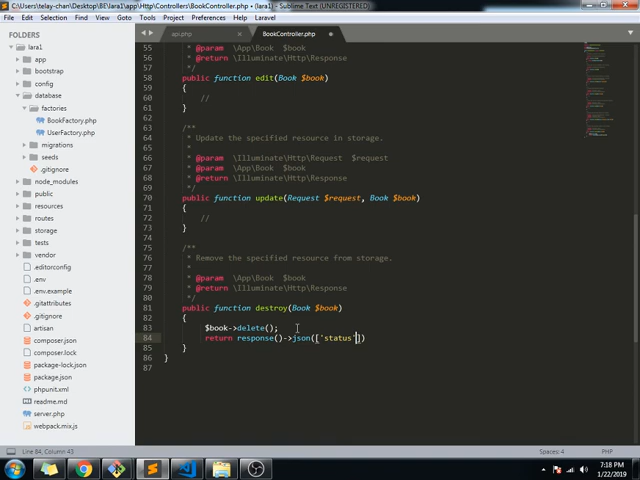 C:\Users\telay-chan\Desktop\BE\lara1\app\Http\Controllers\BookController.php • (lara1) - Sublime Text (UNREGISTERED)
File Edit Selection Find View Goto Tools Project Preferences Help Laravel
FOLDERS
lara1
app
bootstrap
config
database
factories
BookFactory.php
UserFactory.php
migrations
seeds
.gitignore
node_modules
public
resources
routes
storage
tests
vendor
.editorconfig
.env
.env.example
.gitattributes
.gitignore
artisan
composer.json
composer.lock
package-lock.json
package.json
phpunit.xml
readme.md
server.php
webpack.mix.js
api.php
BookController.php
55 * @param \App\Book $book
56 * @return \Illuminate\Http\Response
57 */
58 public function edit(Book $book)
59 {
60 //
61 }
62
63 /**
64 * Update the specified resource in storage.
65 *
66 * @param \Illuminate\Http\Request $request
67 * @param \App\Book $book
68 * @return \Illuminate\Http\Response
69 */
70 public function update(Request $request, Book $book)
71 {
72 //
73 }
74
75 /**
76 * Remove the specified resource from storage.
77 *
78 * @param \App\Book $book
79 * @return \Illuminate\Http\Response
80 */
81 public function destroy(Book $book)
82 {
83 $book->delete();
84 return response()->json(['status'])
85 }
86 }
87
Line 84, Column 43
Spaces: 4
PHP
7:18 PM
1/22/2019